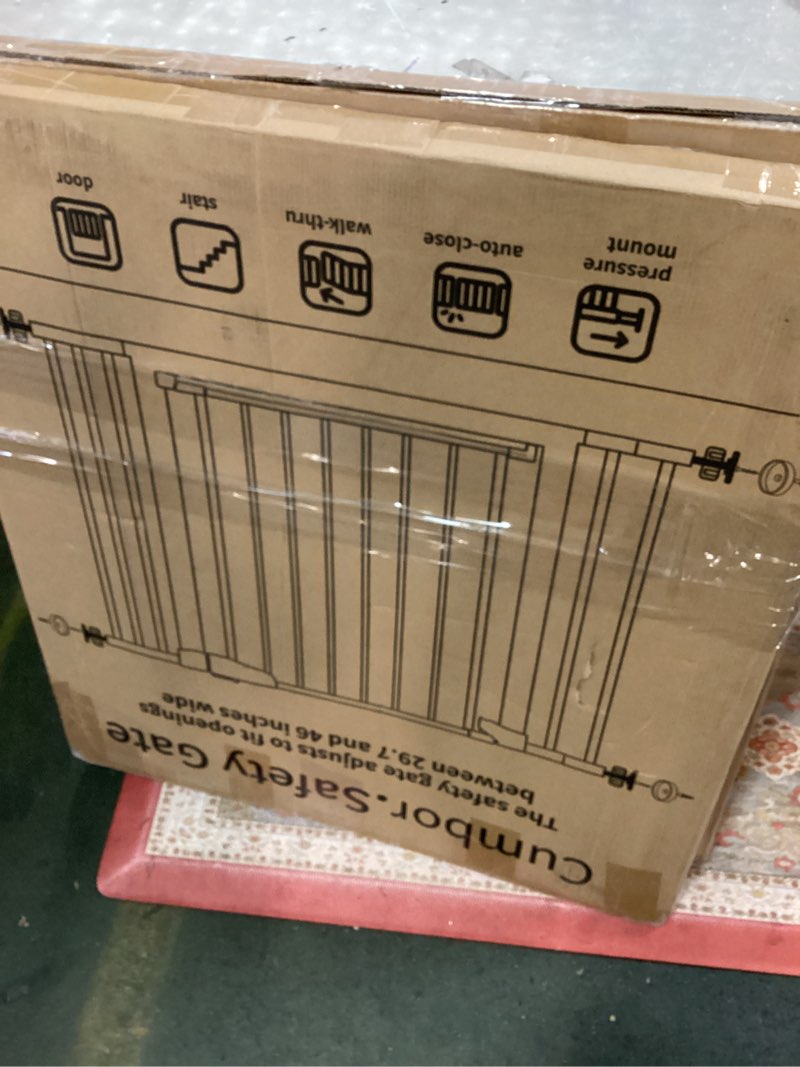 Cumbor.Safety Gate
The safety gate adjusts to fit openings
between 29.7 and 46 inches wide
pressure
mount
auto-close
walk-thru
stair
door